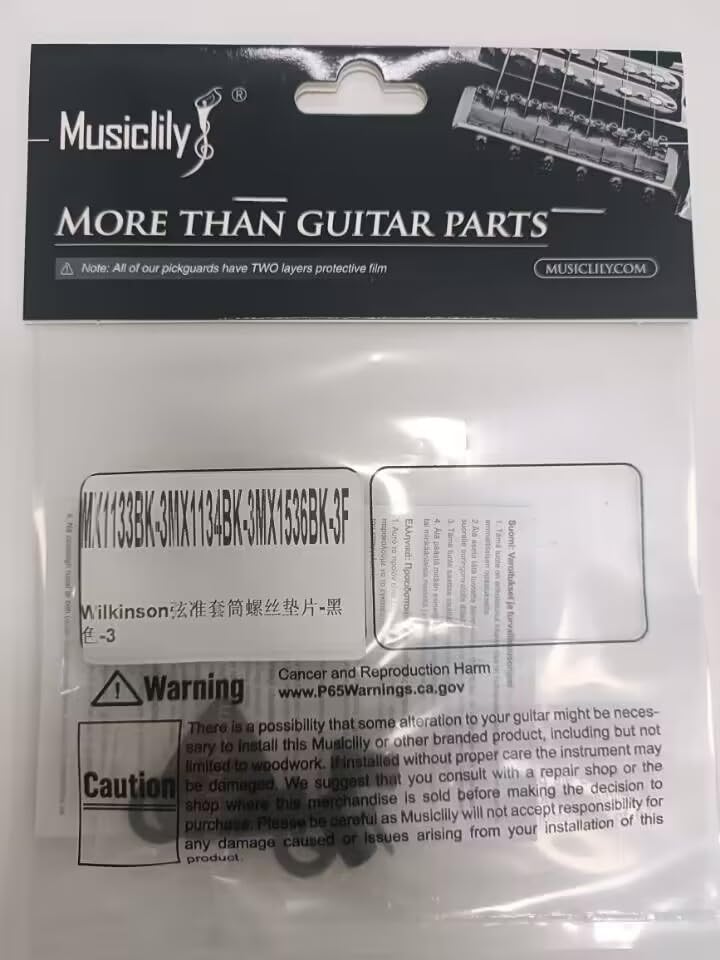 Musiclily®
MORE THAN GUITAR PARTS
Note: All of our pickguards have TWO layers protective film
MUSICLILY.COM
MX1133BK-3MX1134BK-3MX1536BK-3F
Wilkinson弦准套筒螺丝垫片-黑
色-3
Suomi: Varoitukset ja turvallisuusohjeet
Ελληνικά: Προειδοποι
Warning
Cancer and Reproduction Harm
www.P65Warnings.ca.gov
Caution
There is a possibility that some alteration to your guitar might be neces-
sary to install this Musiclily or other branded product, including but not
limited to woodwork. If installed without proper care the instrument may
be damaged. We suggest that you consult with a repair shop or the
shop where this merchandise is sold before making the decision to
purchase. Please be careful as Musiclily will not accept responsibility for
any damage caused or issues arising from your installation of this
product.